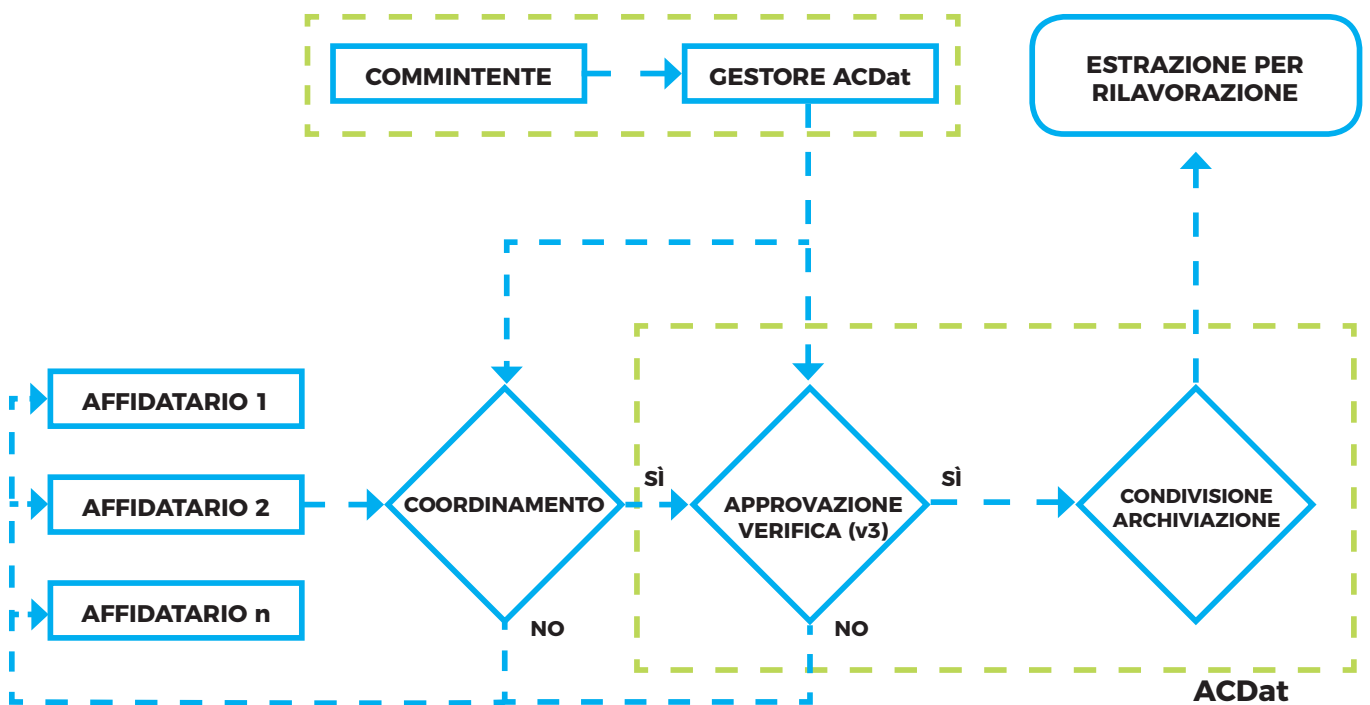 COMMINTENTE
GESTORE ACDat
ESTRAZIONE PER
RILAVORAZIONE
AFFIDATARIO 1
AFFIDATARIO 2
AFFIDATARIO n
COORDINAMENTO
SÌ
APPROVAZIONE
VERIFICA (v3)
SÌ
CONDIVISIONE
ARCHIVIAZIONE
NO
NO
ACDat